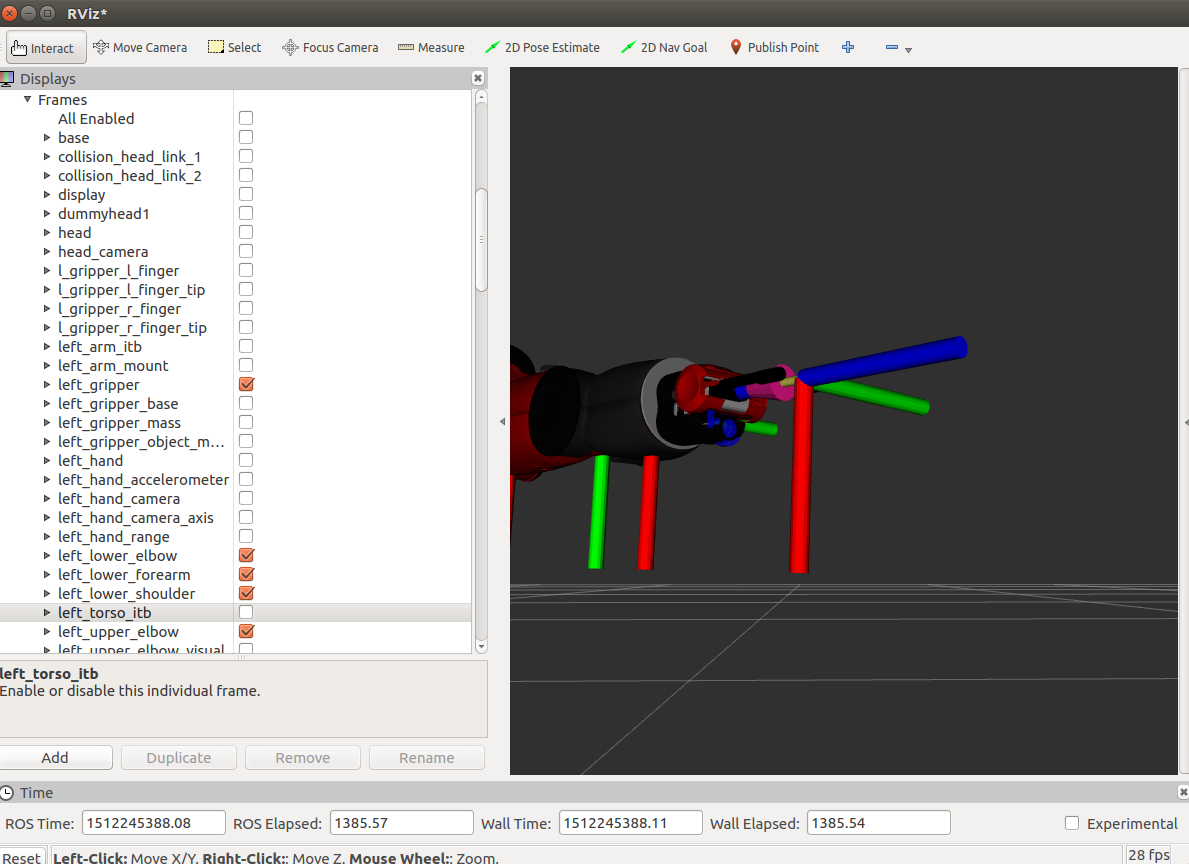 RViz*
Interact Move Camera Select Focus Camera Measure 2D Pose Estimate 2D Nav Goal Publish Point
Displays
Frames
All Enabled
base
collision_head_link_1
collision_head_link_2
display
dummyhead1
head
head_camera
l_gripper_l_finger
l_gripper_l_finger_tip
l_gripper_r_finger
l_gripper_r_finger_tip
left_arm_itb
left_arm_mount
left_gripper
left_gripper_base
left_gripper_mass
left_gripper_object_m...
left_hand
left_hand_accelerometer
left_hand_camera
left_hand_camera_axis
left_hand_range
left_lower_elbow
left_lower_forearm
left_lower_shoulder
left_torso_itb
left_upper_elbow
left_upper_elbow_visual
left_torso_itb
Enable or disable this individual frame.
Add Duplicate Remove Rename
Time
ROS Time: 1512245388.08 ROS Elapsed: 1385.57 Wall Time: 1512245388.11 Wall Elapsed: 1385.54 Experimental
Reset Left-Click: Move X/Y. Right-Click:: Move Z. Mouse Wheel:: Zoom. 28 fps